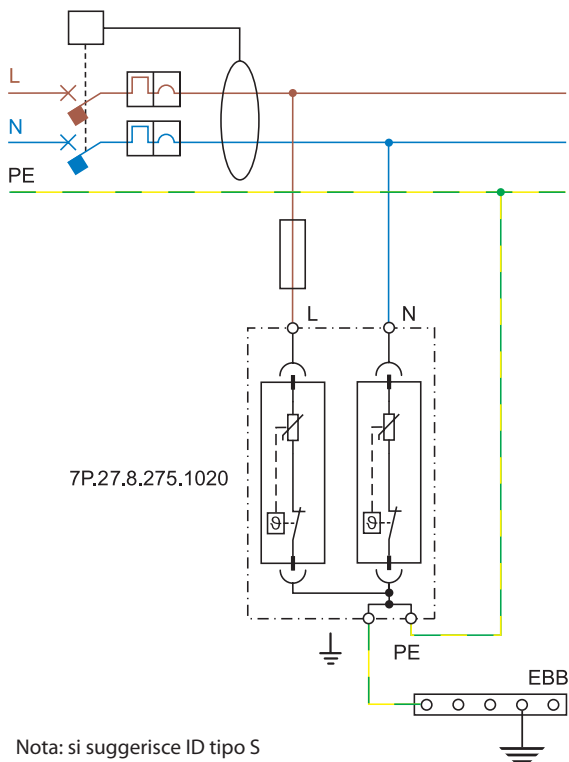 L
N
PE
L
N
7P.27.8.275.1020
ϑ
ϑ
PE
EBB
Nota: si suggerisce ID tipo S